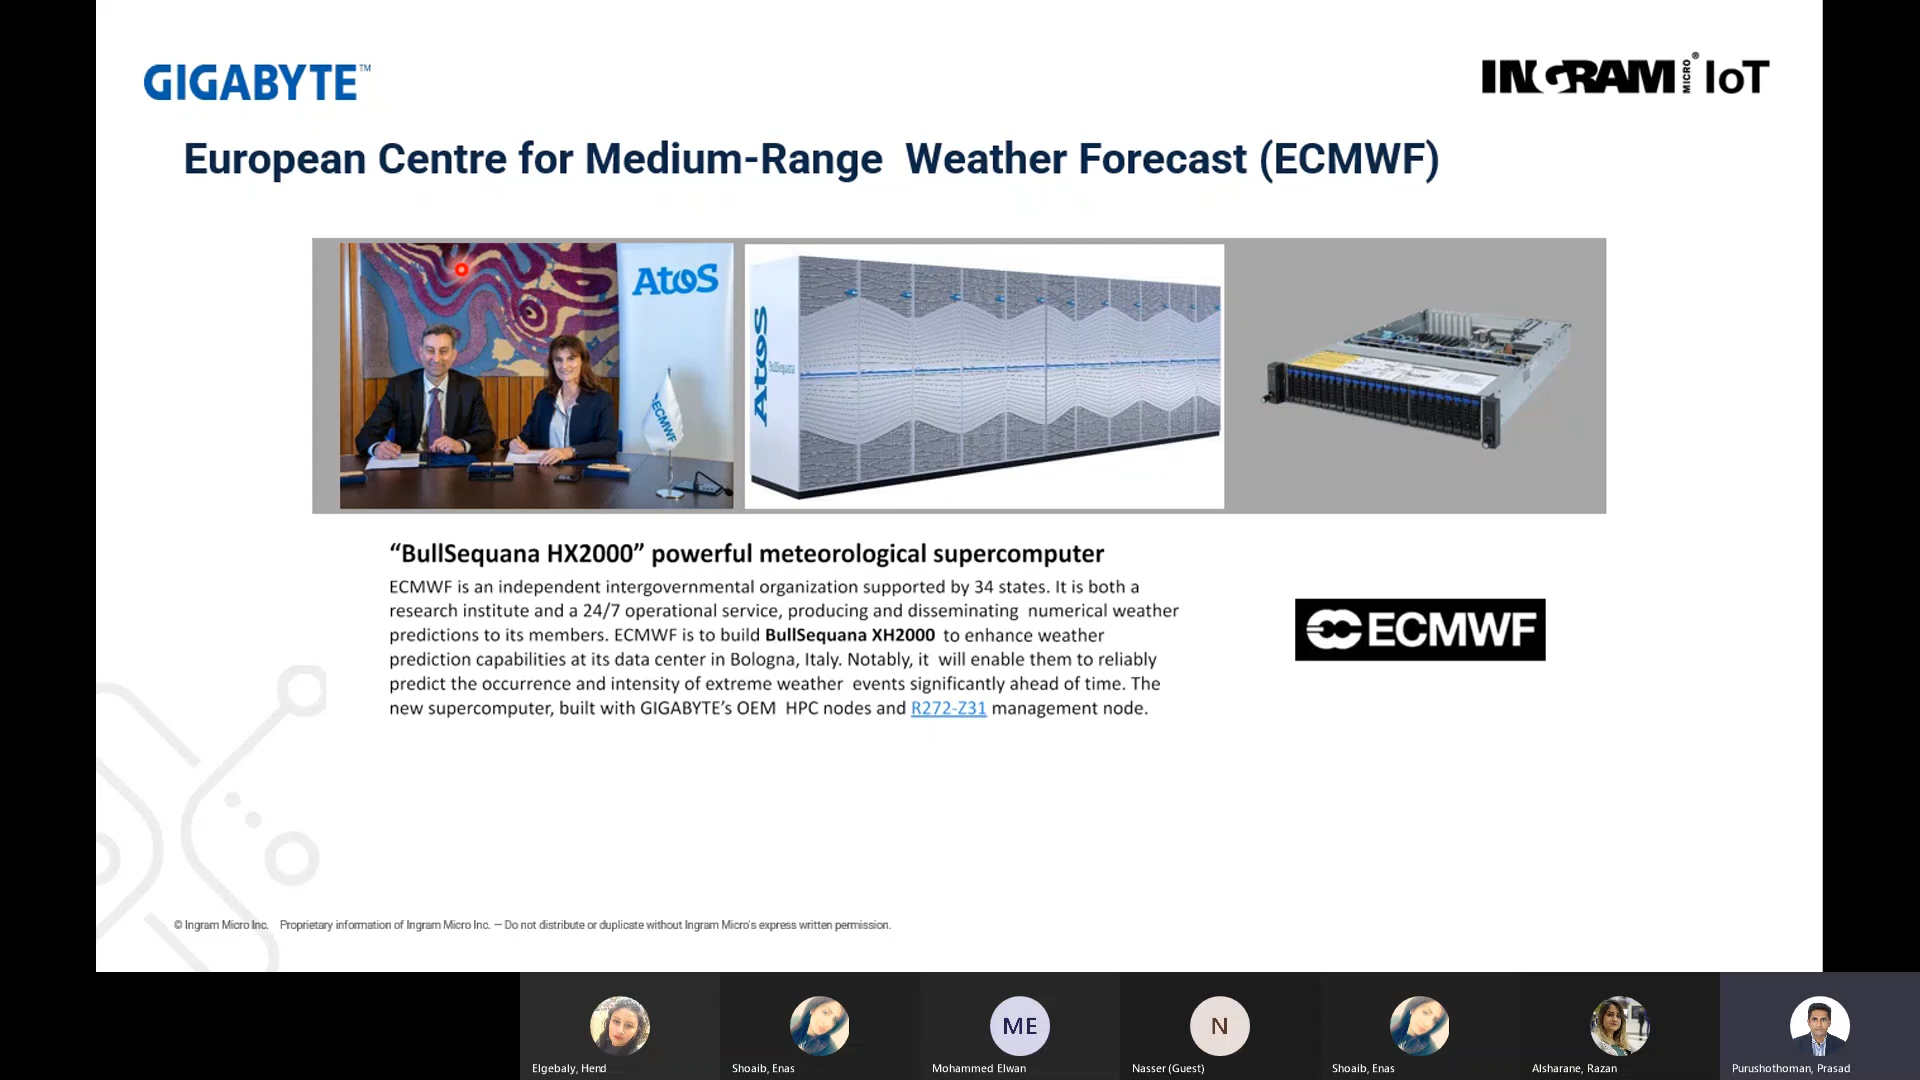 GIGABYTE™
INGRAM MICRO® IoT
European Centre for Medium-Range  Weather Forecast (ECMWF)
Atos
ECMWF
Atos
BullSequana
“BullSequana HX2000” powerful meteorological supercomputer
ECMWF is an independent intergovernmental organization supported by 34 states. It is both a
research institute and a 24/7 operational service, producing and disseminating  numerical weather
predictions to its members. ECMWF is to build BullSequana XH2000  to enhance weather
prediction capabilities at its data center in Bologna, Italy. Notably, it  will enable them to reliably
predict the occurrence and intensity of extreme weather  events significantly ahead of time. The
new supercomputer, built with GIGABYTE’s OEM  HPC nodes and R272-Z31 management node.
ECMWF
© Ingram Micro Inc.    Proprietary information of Ingram Micro Inc. — Do not distribute or duplicate without Ingram Micro's express written permission.
ME
N
Elgebaly, Hend
Shoaib, Enas
Mohammed Elwan
Nasser (Guest)
Shoaib, Enas
Alsharane, Razan
Purushothoman, Prasad